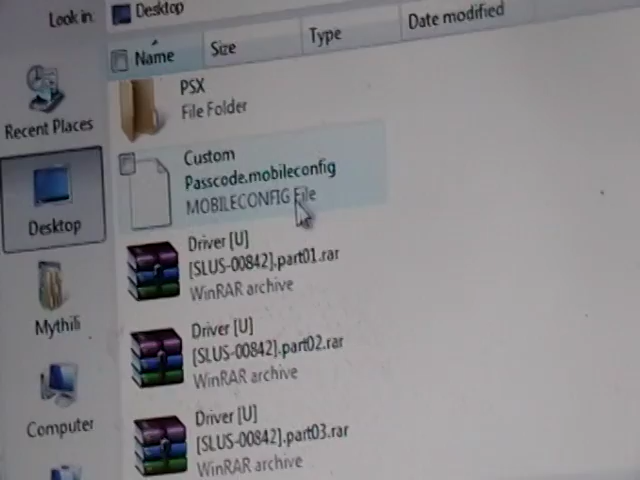 Look in
Desktop
Name
Size
Type
Date modified
Recent Places
Desktop
Mythili
Computer
PSX
File Folder
Custom
Passcode.mobileconfig
MOBILECONFIG File
Driver [U]
[SLUS-00842].part01.rar
WinRAR archive
Driver [U]
[SLUS-00842].part02.rar
WinRAR archive
Driver [U]
[SLUS-00842].part03.rar
WinRAR archive